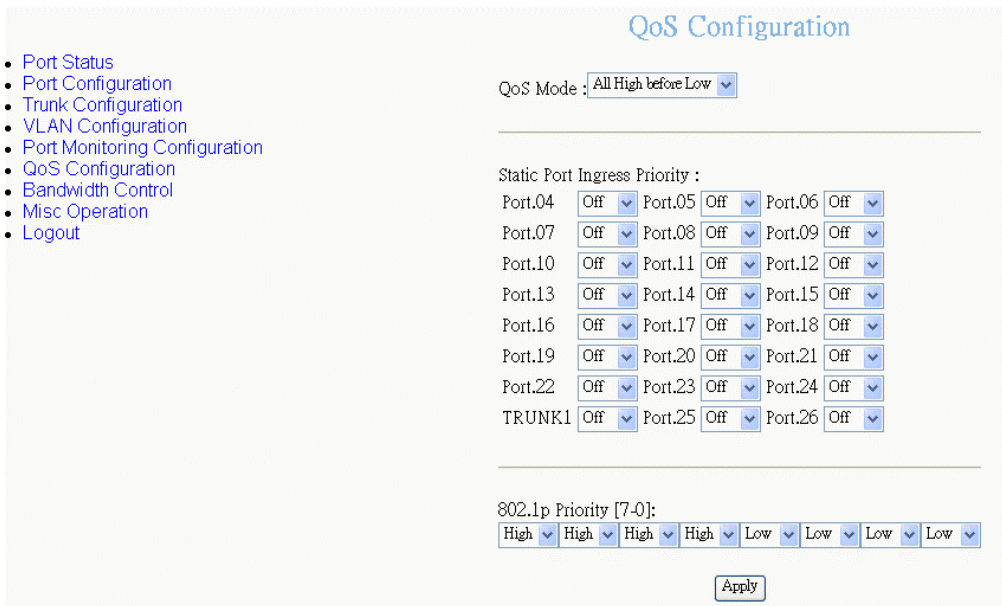 Port Status
Port Configuration
Trunk Configuration
VLAN Configuration
Port Monitoring Configuration
QoS Configuration
Bandwidth Control
Misc Operation
Logout
QoS Configuration
QoS Mode : All High before Low
Static Port Ingress Priority :
Port.04 Off Port.05 Off Port.06 Off
Port.07 Off Port.08 Off Port.09 Off
Port.10 Off Port.11 Off Port.12 Off
Port.13 Off Port.14 Off Port.15 Off
Port.16 Off Port.17 Off Port.18 Off
Port.19 Off Port.20 Off Port.21 Off
Port.22 Off Port.23 Off Port.24 Off
TRUNK1 Off Port.25 Off Port.26 Off
802.1p Priority [7-0]:
High High High High Low Low Low Low
Apply